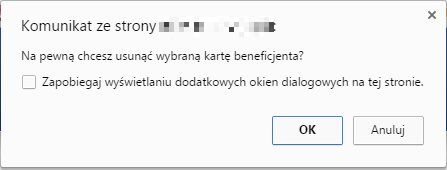 Komunikat ze strony
Na pewną chcesz usunąć wybraną kartę beneficjenta?
Zapobiegaj wyświetlaniu dodatkowych okien dialogowych na tej stronie.
OK Anuluj